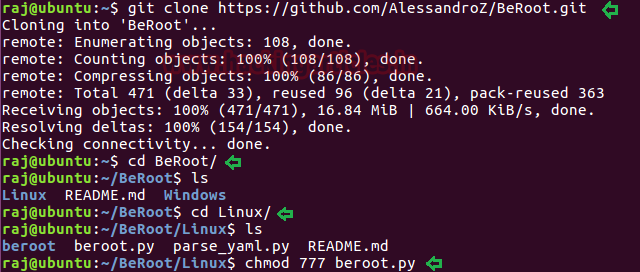 raj@ubuntu:~$ git clone https://github.com/AlessandroZ/BeRoot.git
Cloning into 'BeRoot'...
remote: Enumerating objects: 108, done.
remote: Counting objects: 100% (108/108), done.
remote: Compressing objects: 100% (86/86), done.
remote: Total 471 (delta 33), reused 96 (delta 21), pack-reused 363
Receiving objects: 100% (471/471), 16.84 MiB | 664.00 KiB/s, done.
Resolving deltas: 100% (154/154), done.
Checking connectivity... done.
raj@ubuntu:~$ cd BeRoot/
raj@ubuntu:~/BeRoot$ ls
Linux  README.md  Windows
raj@ubuntu:~/BeRoot$ cd Linux/
raj@ubuntu:~/BeRoot/Linux$ ls
beroot  beroot.py  parse_yaml.py  README.md
raj@ubuntu:~/BeRoot/Linux$ chmod 777 beroot.py